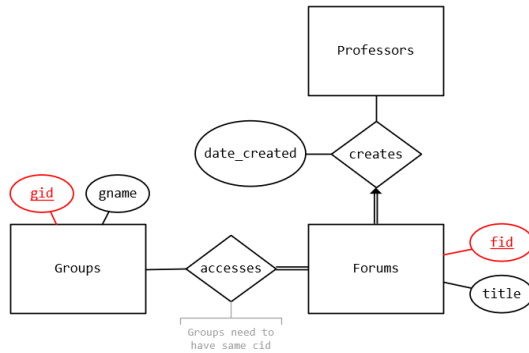 Professors
date_created
creates
gid
gname
fid
Groups
accesses
Forums
title
Groups need to
have same cid